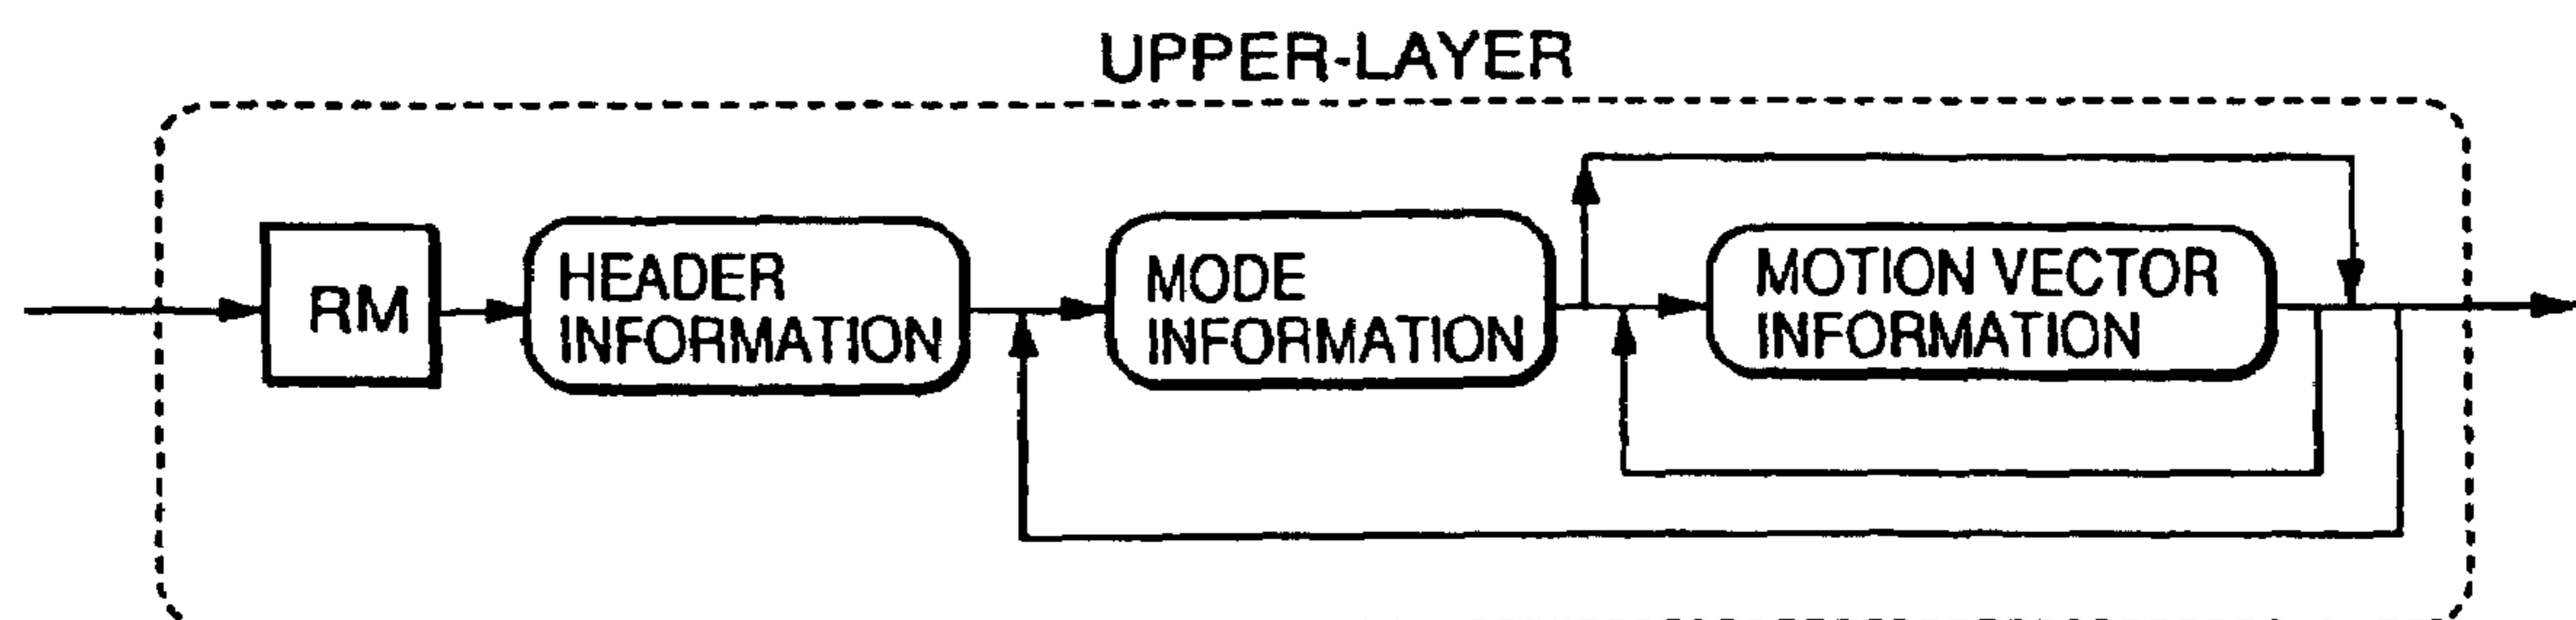 UPPER-LAYER
RM
HEADER
INFORMATION
MODE
INFORMATION
MOTION VECTOR
INFORMATION